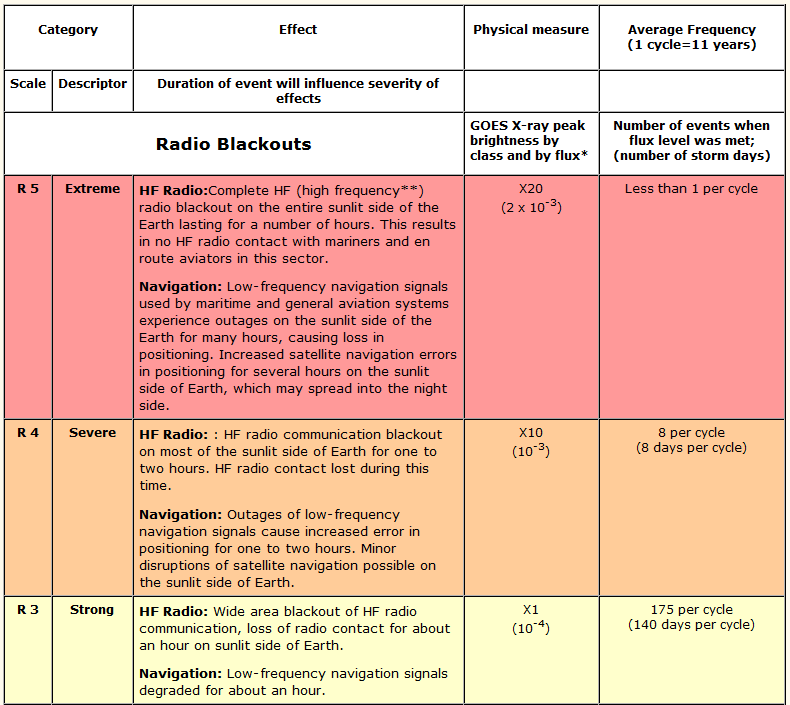 Category
Effect
Physical measure
Average Frequency
(1 cycle=11 years)
Scale
Descriptor
Duration of event will influence severity of
effects
Radio Blackouts
GOES X-ray peak
brightness by
class and by flux*
Number of events when
flux level was met;
(number of storm days)
R 5
Extreme
HF Radio:Complete HF (high frequency**)
radio blackout on the entire sunlit side of the
Earth lasting for a number of hours. This results
in no HF radio contact with mariners and en
route aviators in this sector.
Navigation: Low-frequency navigation signals
used by maritime and general aviation systems
experience outages on the sunlit side of the
Earth for many hours, causing loss in
positioning. Increased satellite navigation errors
in positioning for several hours on the sunlit
side of Earth, which may spread into the night
side.
X20
(2 x 10-3)
Less than 1 per cycle
R 4
Severe
HF Radio: : HF radio communication blackout
on most of the sunlit side of Earth for one to
two hours. HF radio contact lost during this
time.
Navigation: Outages of low-frequency
navigation signals cause increased error in
positioning for one to two hours. Minor
disruptions of satellite navigation possible on
the sunlit side of Earth.
X10
(10-3)
8 per cycle
(8 days per cycle)
R 3
Strong
HF Radio: Wide area blackout of HF radio
communication, loss of radio contact for about
an hour on sunlit side of Earth.
Navigation: Low-frequency navigation signals
degraded for about an hour.
X1
(10-4)
175 per cycle
(140 days per cycle)